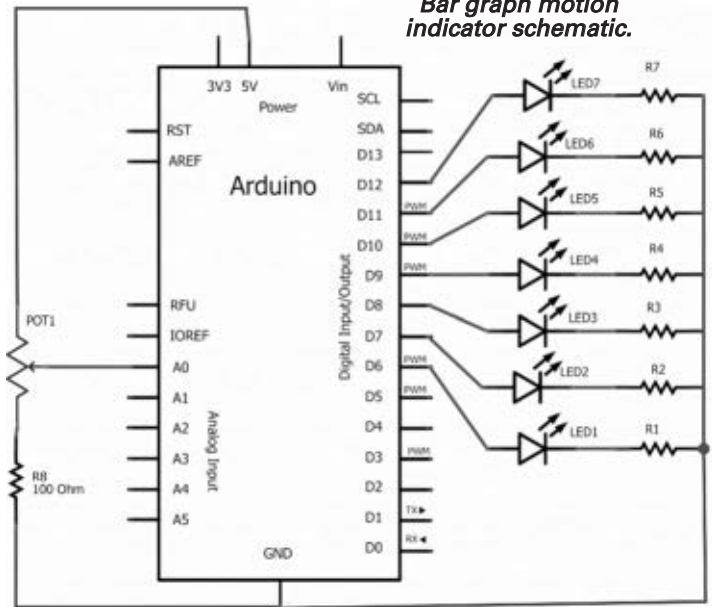 Bar graph motion
indicator schematic.
3V3 5V Vin
Power
SCL
SDA
D13
D12
PWM D11
D10
PWM
PWM D9
D8
D7
PWM D6
PWM D5
D4
PWM D3
D2
TX► D1
RX◄ D0
Digital Input/Output
RST
AREF
Arduino
RFU
IOREF
A0
A1
A2
A3
A4
A5
Analog Input
GND
POT1
R8
100 Ohm
LED7 R7
LED6 R6
LED5 R5
LED4 R4
LED3 R3
LED2 R2
LED1 R1